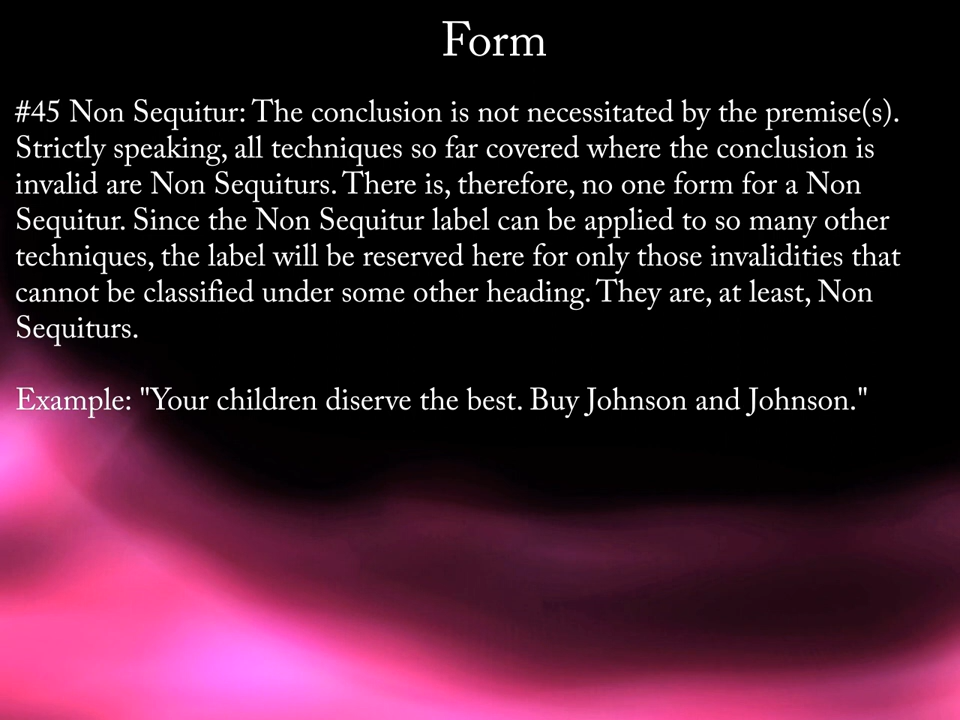 Form
#45 Non Sequitur: The conclusion is not necessitated by the premise(s).
Strictly speaking, all techniques so far covered where the conclusion is
invalid are Non Sequiturs. There is, therefore, no one form for a Non
Sequitur. Since the Non Sequitur label can be applied to so many other
techniques, the label will be reserved here for only those invalidities that
cannot be classified under some other heading. They are, at least, Non
Sequiturs.
Example: "Your children diserve the best. Buy Johnson and Johnson."